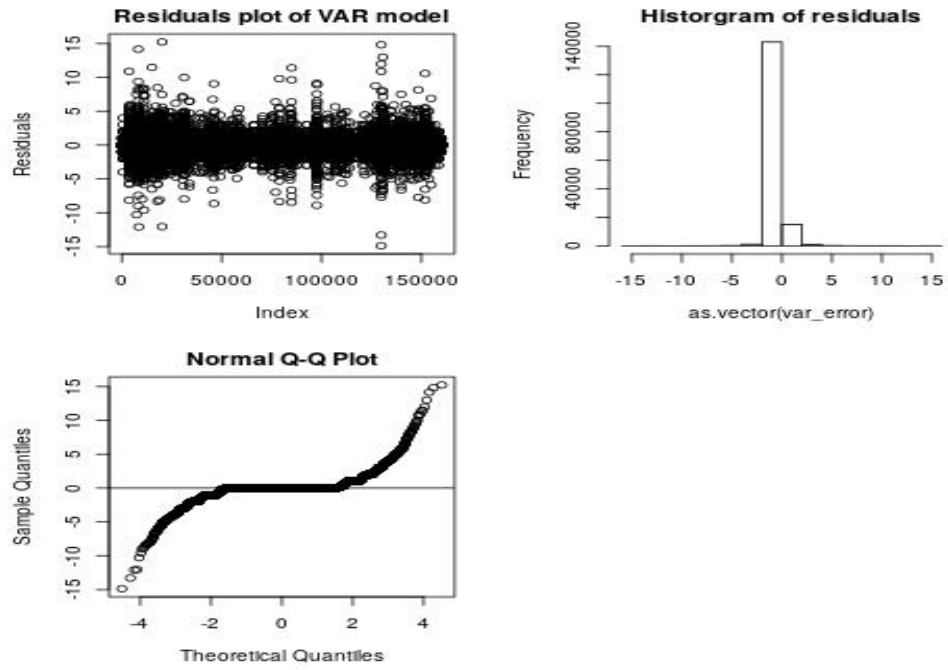 Residuals plot of VAR model
Residuals
15
10
5
0
-5
-10
-15
0 50000 100000 150000
Index
Historgram of residuals
Frequency
140000
80000
40000
0
-15 -10 -5 0 5 10 15
as.vector(var_error)
Normal Q-Q Plot
Sample Quantiles
15
10
5
0
-5
-10
-15
-4 -2 0 2 4
Theoretical Quantiles